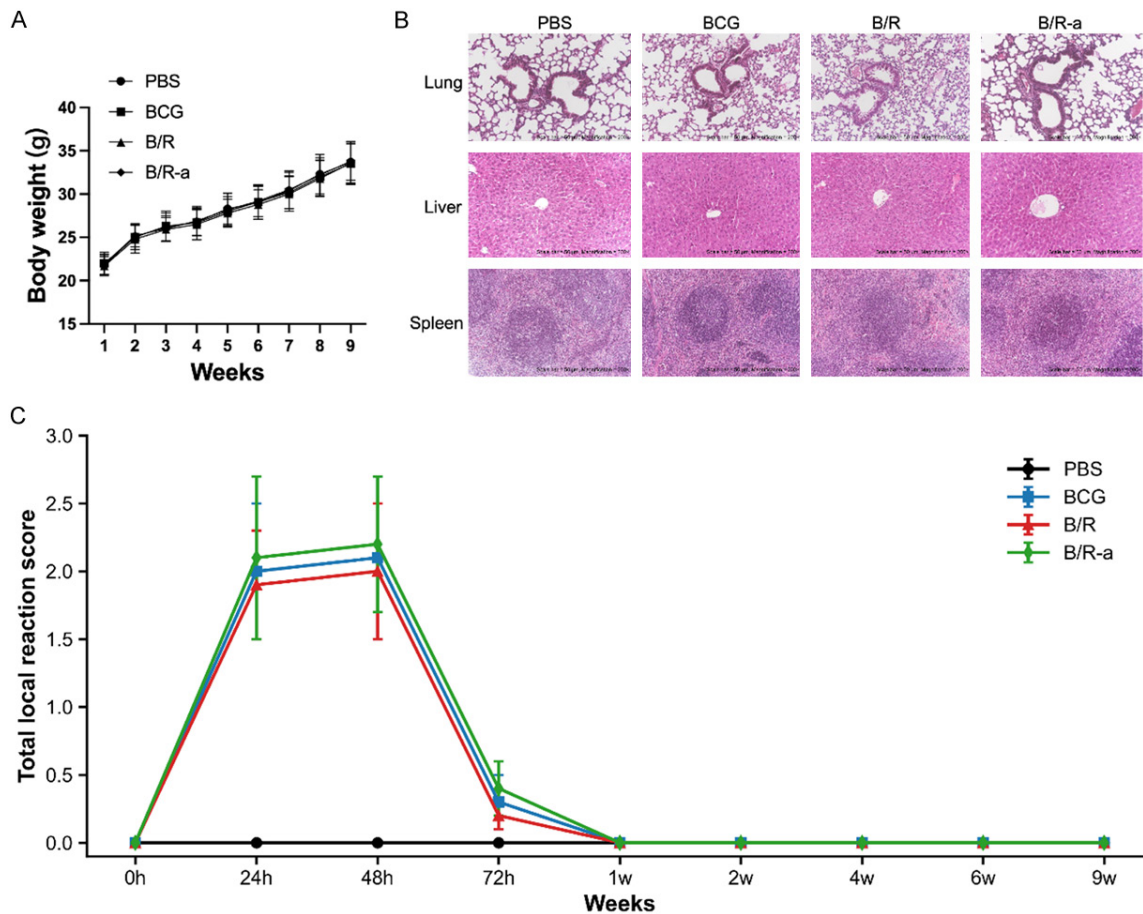 A
PBS
BCG
B/R
B/R-a
Body weight (g)
40
35
30
25
20
15
1 2 3 4 5 6 7 8 9
Weeks
B
PBS BCG B/R B/R-a
Lung
Liver
Spleen
C
Total local reaction score
3.0
2.5
2.0
1.5
1.0
0.5
0.0
PBS
BCG
B/R
B/R-a
0h 24h 48h 72h 1w 2w 4w 6w 9w
Weeks